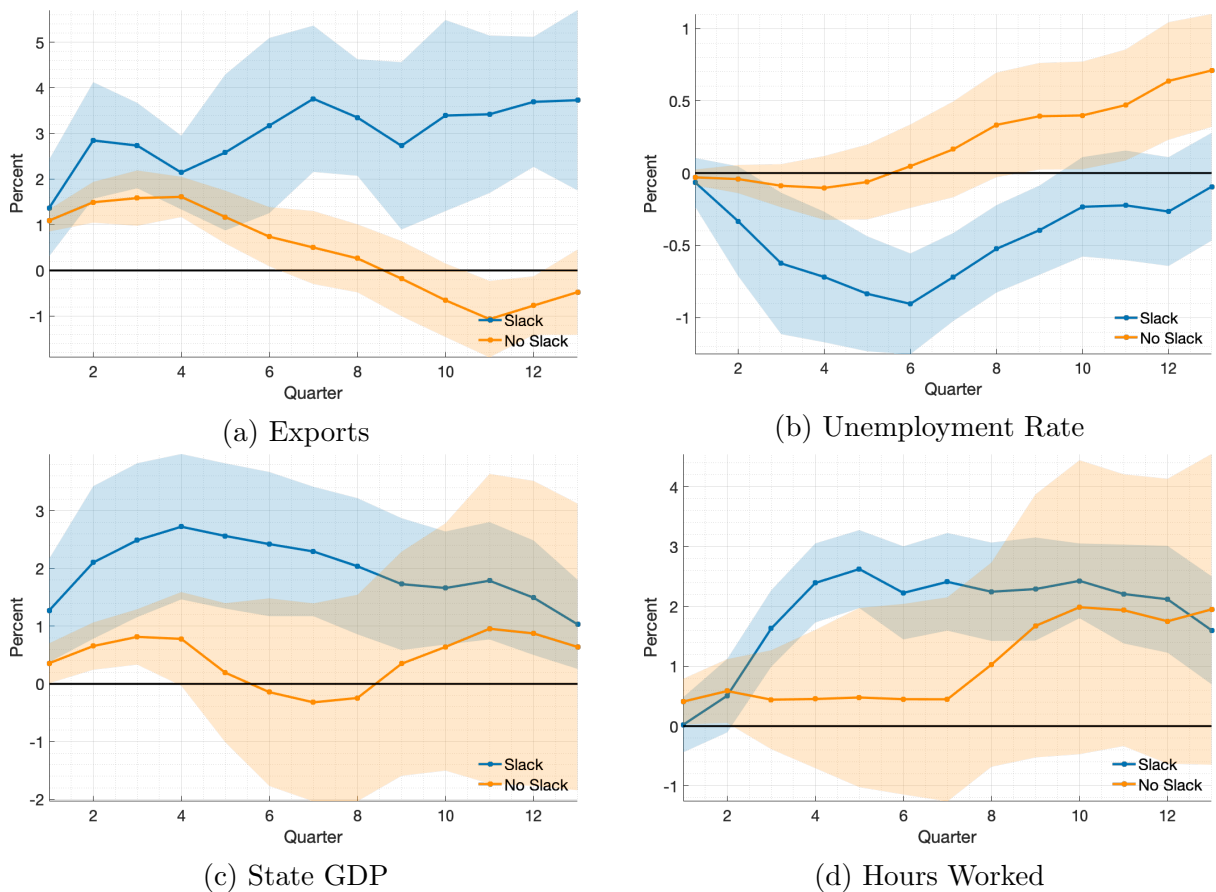 5
4
3
2
1
0
-1
Percent
2 4 6 8 10 12
Quarter
Slack
No Slack
(a) Exports
1
0.5
0
-0.5
-1
Percent
2 4 6 8 10 12
Quarter
Slack
No Slack
(b) Unemployment Rate
3
2
1
0
-1
-2
Percent
2 4 6 8 10 12
Quarter
Slack
No Slack
(c) State GDP
4
3
2
1
0
-1
Percent
2 4 6 8 10 12
Quarter
Slack
No Slack
(d) Hours Worked